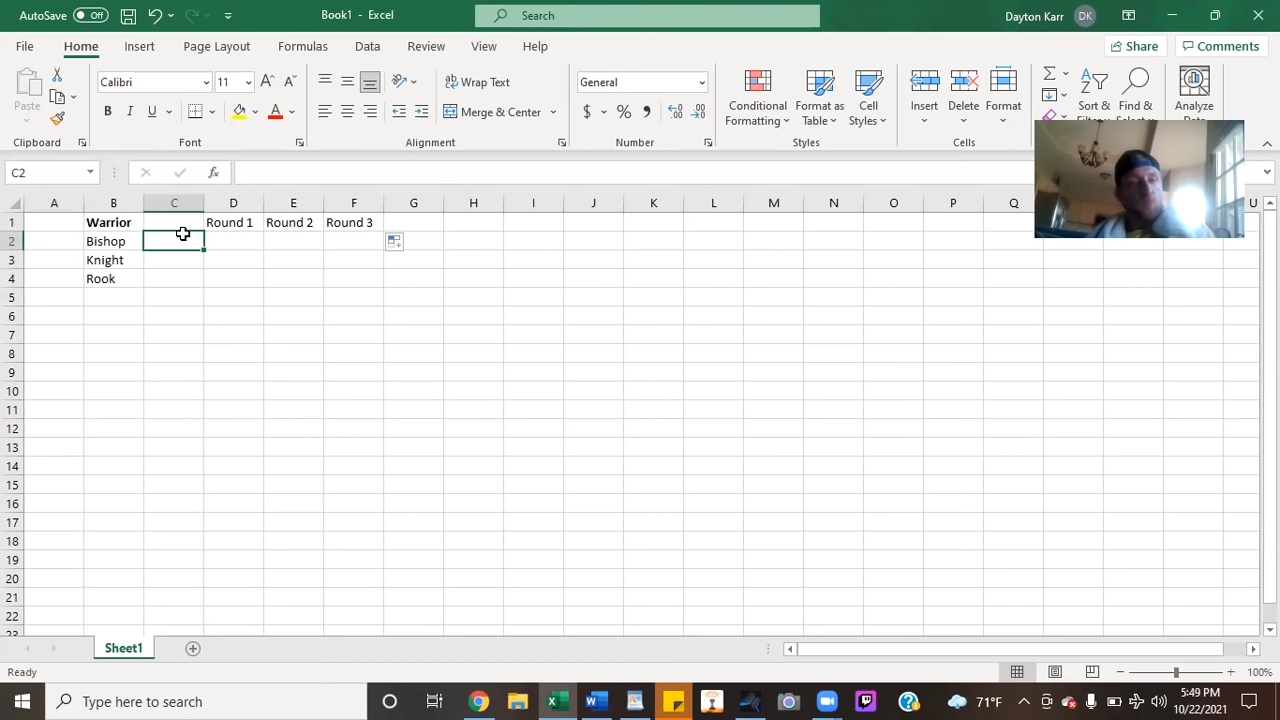 AutoSave Off Book1 - Excel Search Dayton Karr DK
File Home Insert Page Layout Formulas Data Review View Help Share Comments
Paste Calibri 11 Wrap Text General Conditional Formatting Format as Table Cell Styles Insert Delete Format Sort & Find & Analyze Data
B I U A Merge & Center $ %
Clipboard Font Alignment Number Styles Cells
C2 fx
A B C D E F G H I J K L M N O P Q U
1 Warrior Round 1 Round 2 Round 3
2 Bishop
3 Knight
4 Rook
5
6
7
8
9
10
11
12
13
14
15
16
17
18
19
20
21
22
23
Sheet1
Ready 100%
Type here to search 71°F 5:49 PM
10/22/2021